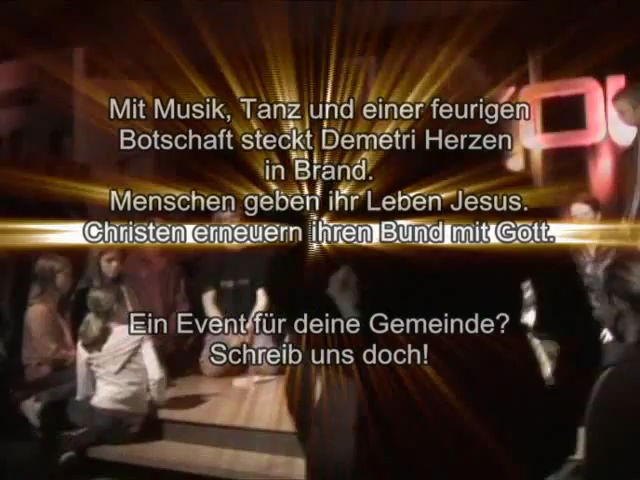 Mit Musik, Tanz und einer feurigen
Botschaft steckt Demetri Herzen
in Brand.
Menschen geben ihr Leben Jesus.
Christen erneuern ihren Bund mit Gott.
Ein Event für deine Gemeinde?
Schreib uns doch!